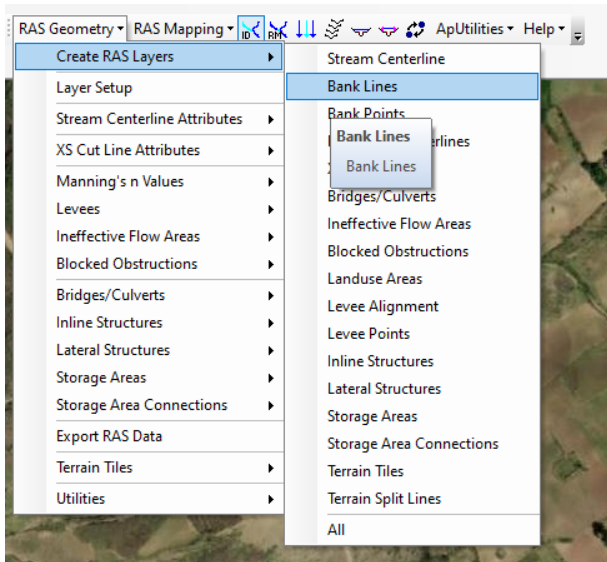 RAS Geometry RAS Mapping ID RM ApUtilities Help
Create RAS Layers
Layer Setup
Stream Centerline Attributes
XS Cut Line Attributes
Manning's n Values
Levees
Ineffective Flow Areas
Blocked Obstructions
Bridges/Culverts
Inline Structures
Lateral Structures
Storage Areas
Storage Area Connections
Export RAS Data
Terrain Tiles
Utilities
Stream Centerline
Bank Lines
Bank Points
Bank Lines
Bank Lines
Bridges/Culverts
Ineffective Flow Areas
Blocked Obstructions
Landuse Areas
Levee Alignment
Levee Points
Inline Structures
Lateral Structures
Storage Areas
Storage Area Connections
Terrain Tiles
Terrain Split Lines
All